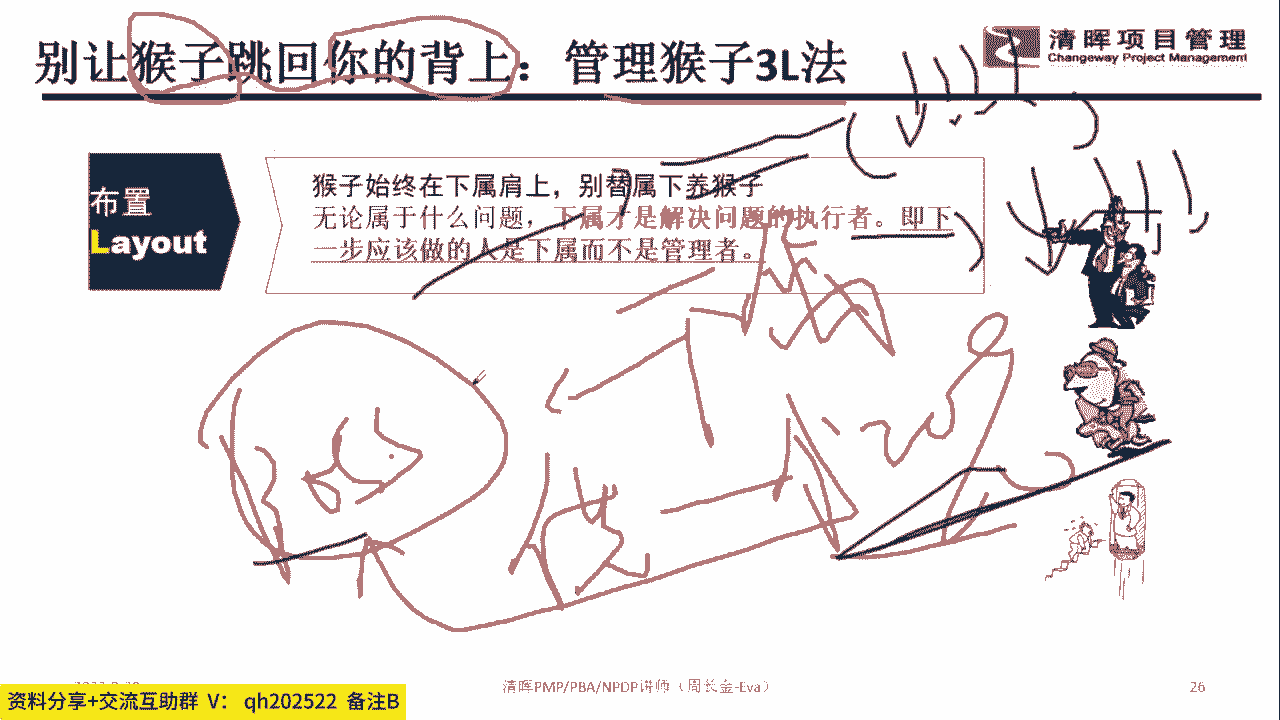 别让猴子跳回你的背上：管理猴子3L法
清晖项目管理
Changeway Project Management
布置
Layout
猴子始终在下属肩上，别替属下养猴子
无论属于什么问题，下属才是解决问题的执行者。即下
一步应该做的人是下属而不是管理者。
清晖PMP/PBA/NPDP讲师（周长金-Eva）
26
资料分享+交流互助群 V： qh202522 备注B